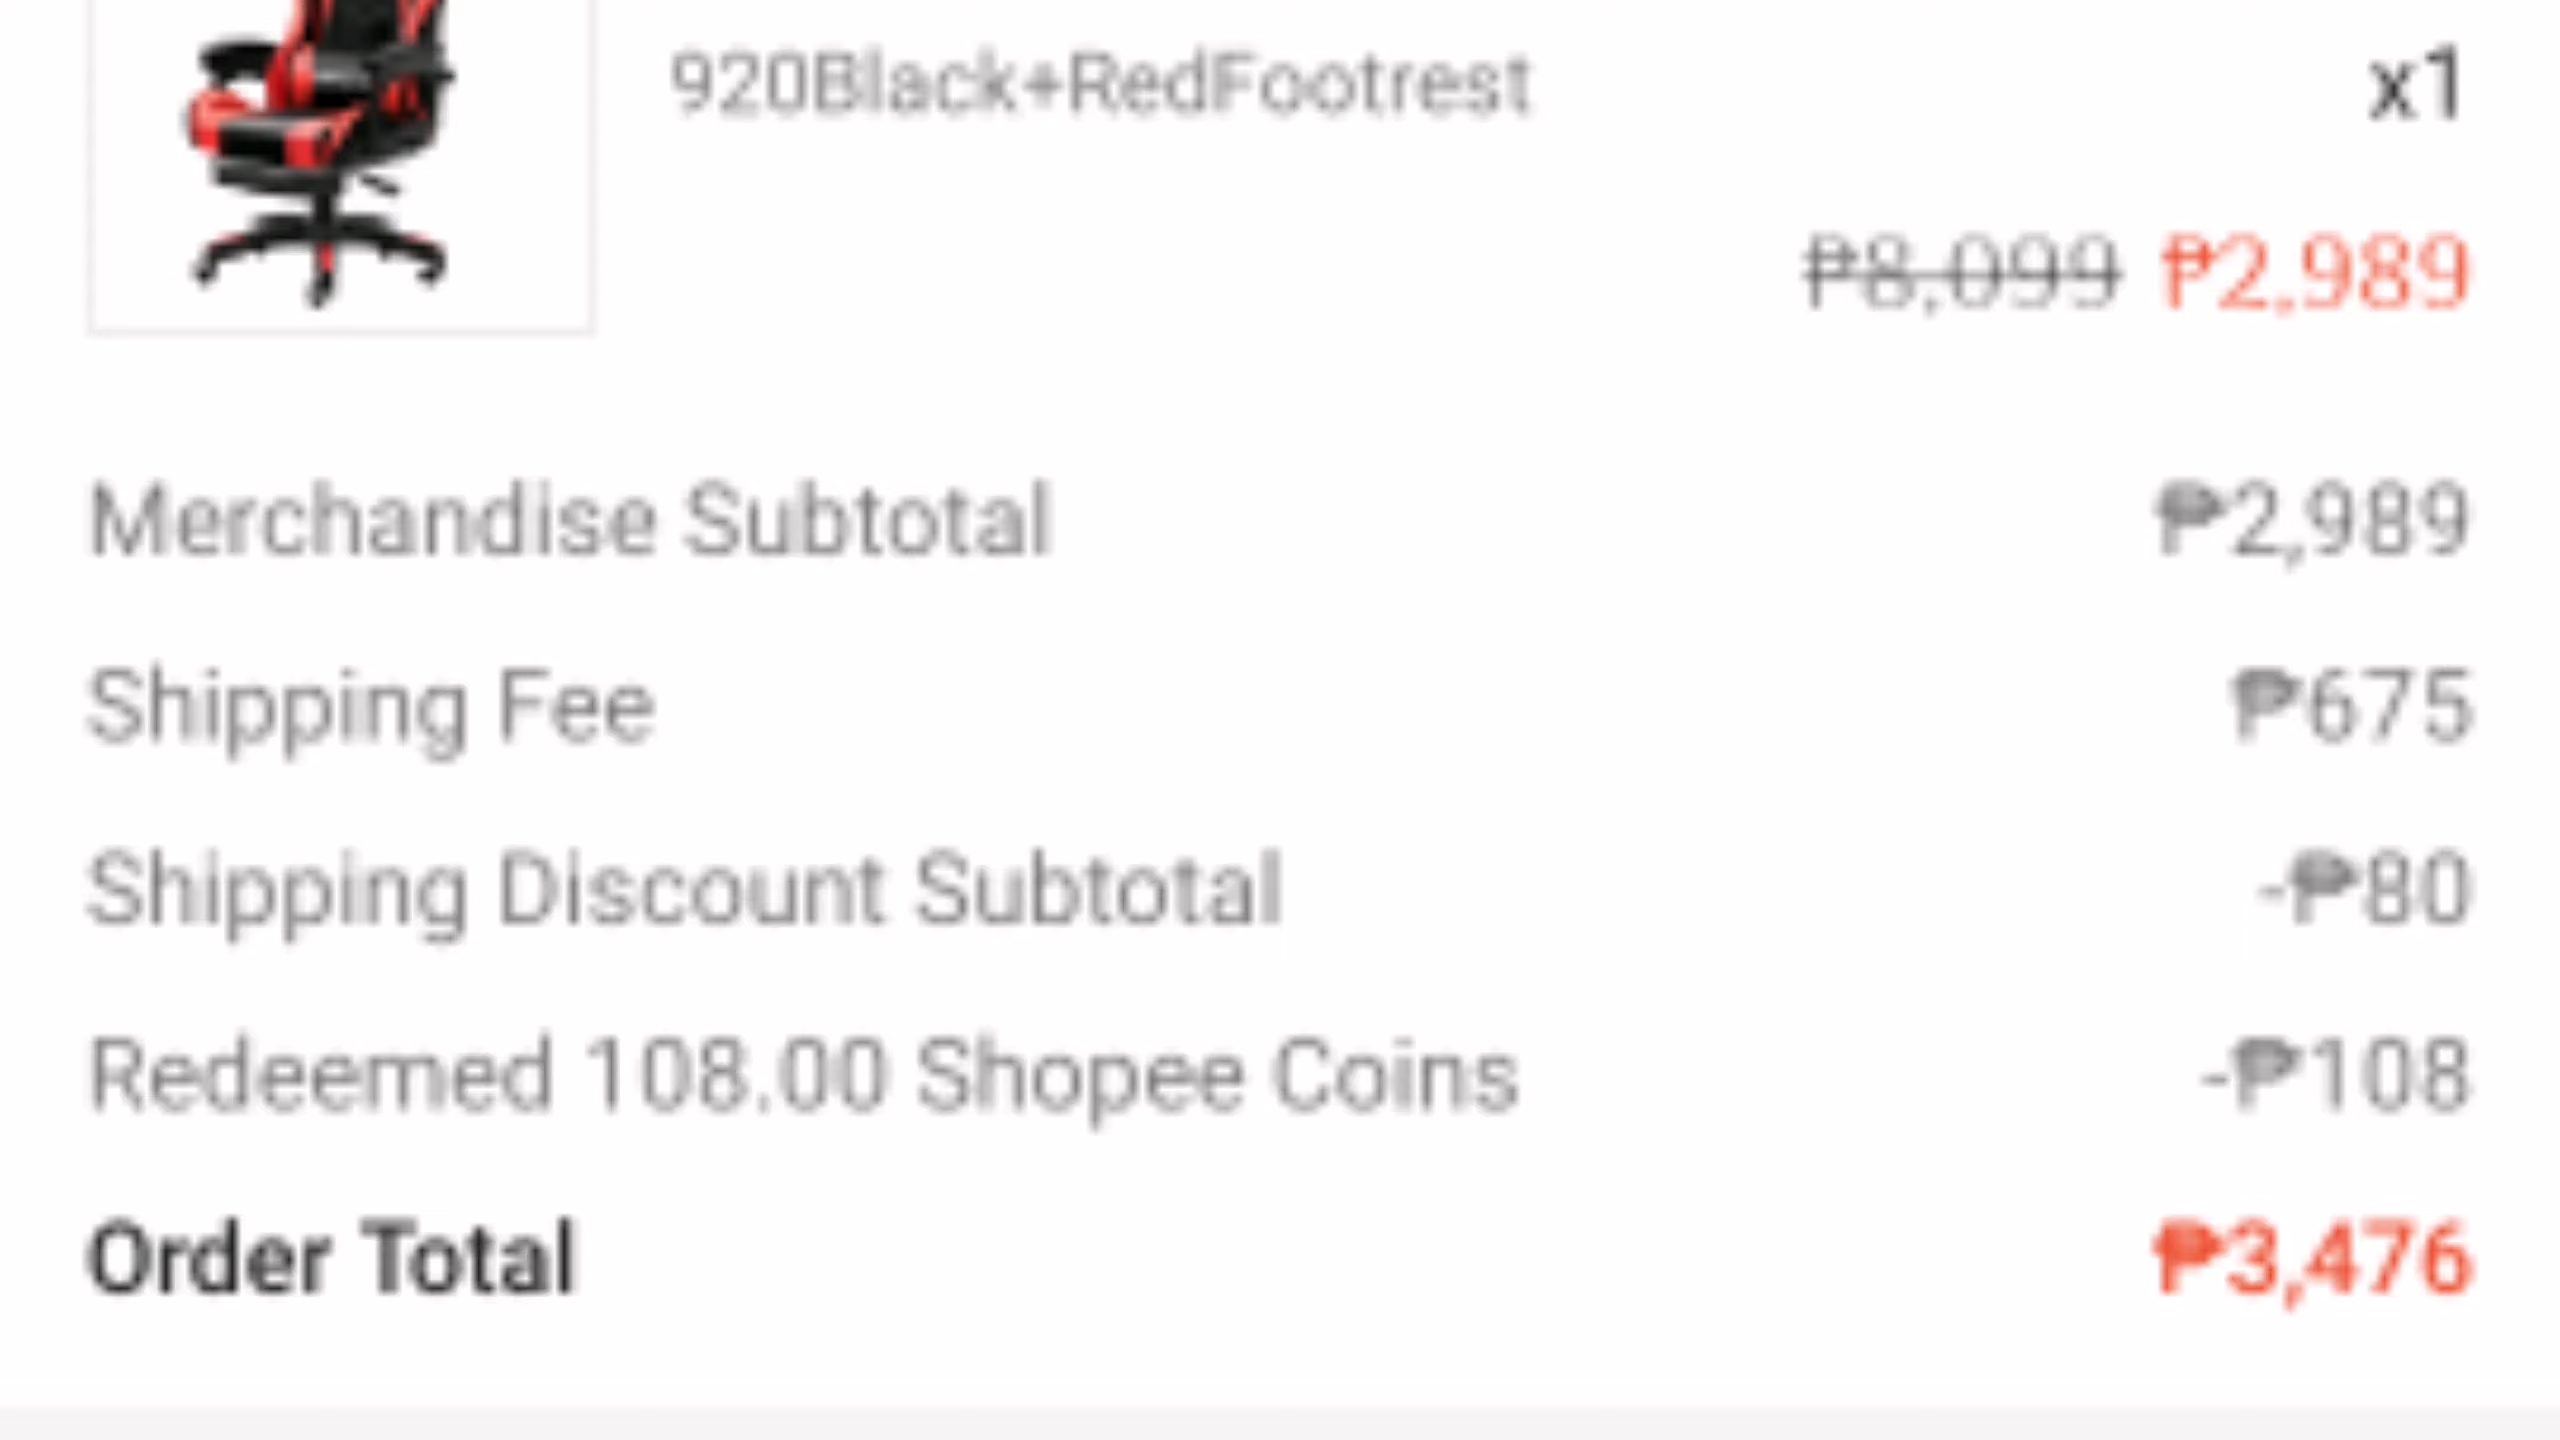 920Black+RedFootrest x1
₱8,099 ₱2,989
Merchandise Subtotal ₱2,989
Shipping Fee ₱675
Shipping Discount Subtotal -₱80
Redeemed 108.00 Shopee Coins -₱108
Order Total ₱3,476